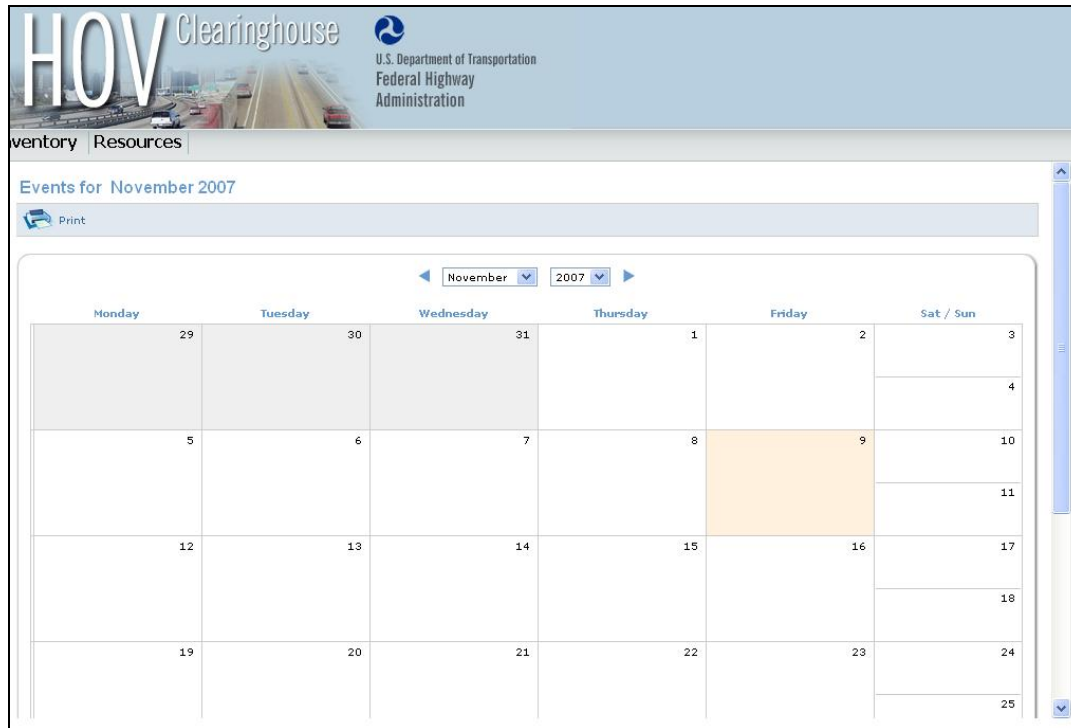 HOV Clearinghouse
U.S. Department of Transportation
Federal Highway
Administration
ventory Resources
Events for November 2007
Print
November 2007
Monday Tuesday Wednesday Thursday Friday Sat / Sun
29 30 31 1 2 3
4
5 6 7 8 9 10
11
12 13 14 15 16 17
18
19 20 21 22 23 24
25